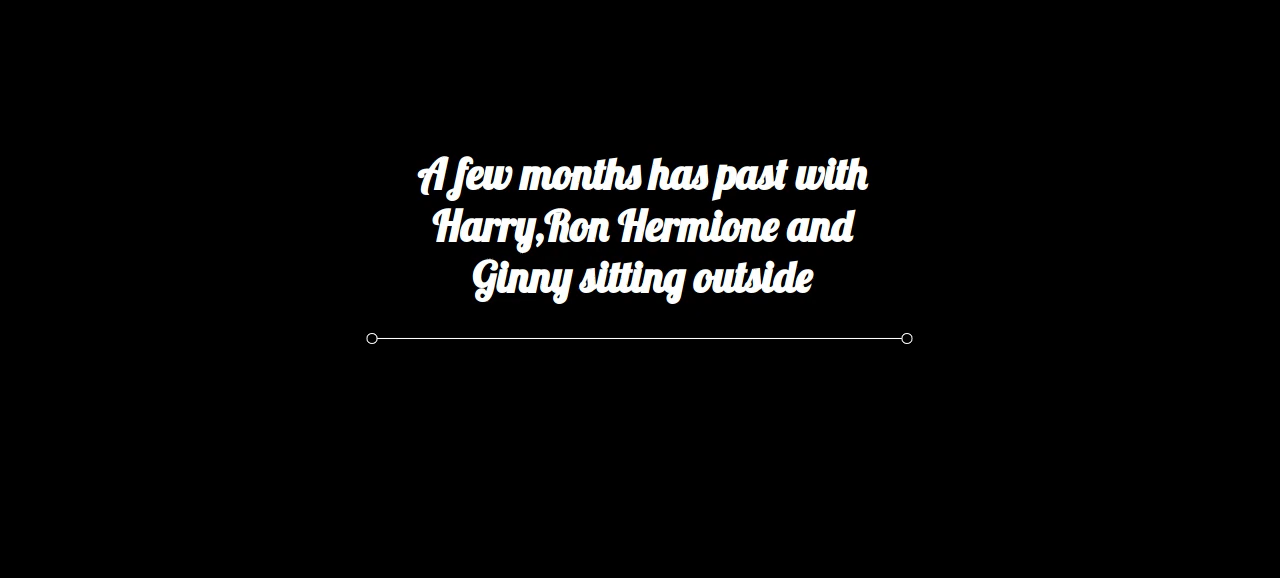 A few months has past with
Harry,Ron Hermione and
Ginny sitting outside